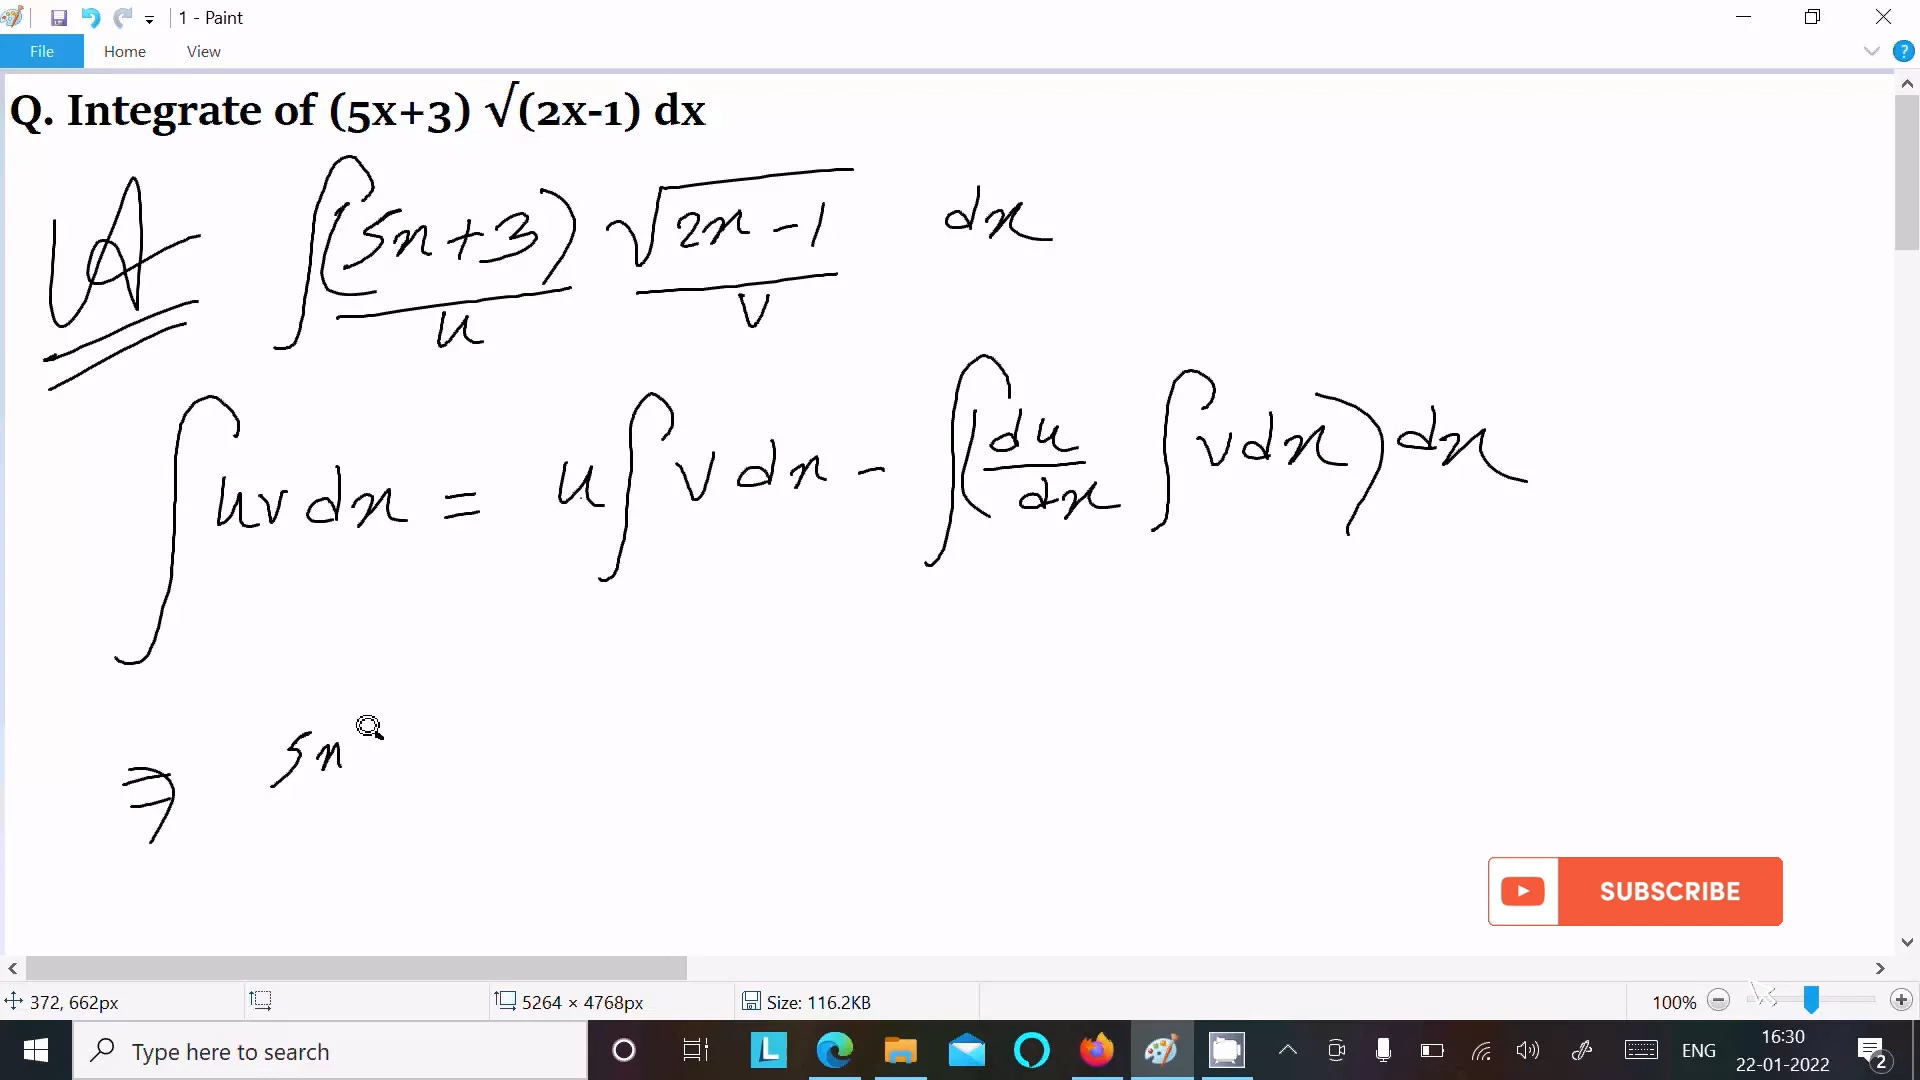 1 - Paint
File Home View
Q. Integrate of (5x+3) √(2x-1) dx
∫(5x+3) √2x-1 dx
u v
∫uv dx = u∫v dx - ∫(du/dx ∫v dx) dx
⇒ 5x
SUBSCRIBE
372, 662px 5264 × 4768px Size: 116.2KB 100%
Type here to search
L
ENG
16:30
22-01-2022
2